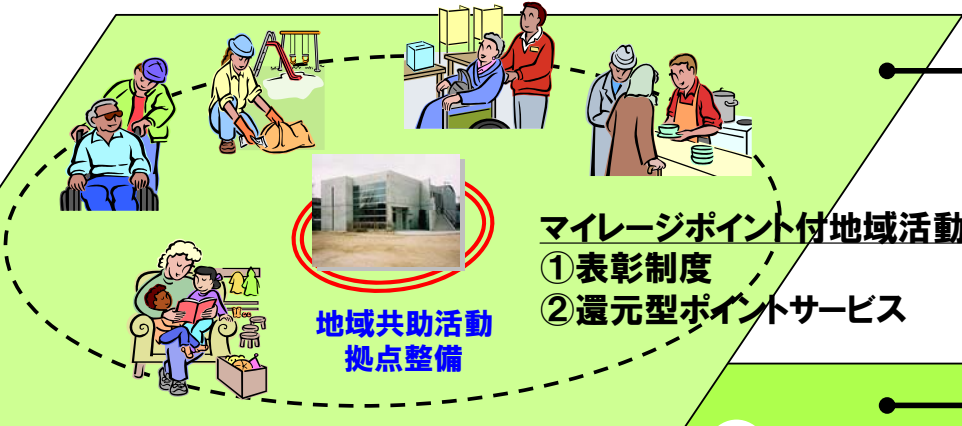 マイレージポイント付地域活動
①表彰制度
②還元型ポイントサービス
地域共助活動
拠点整備